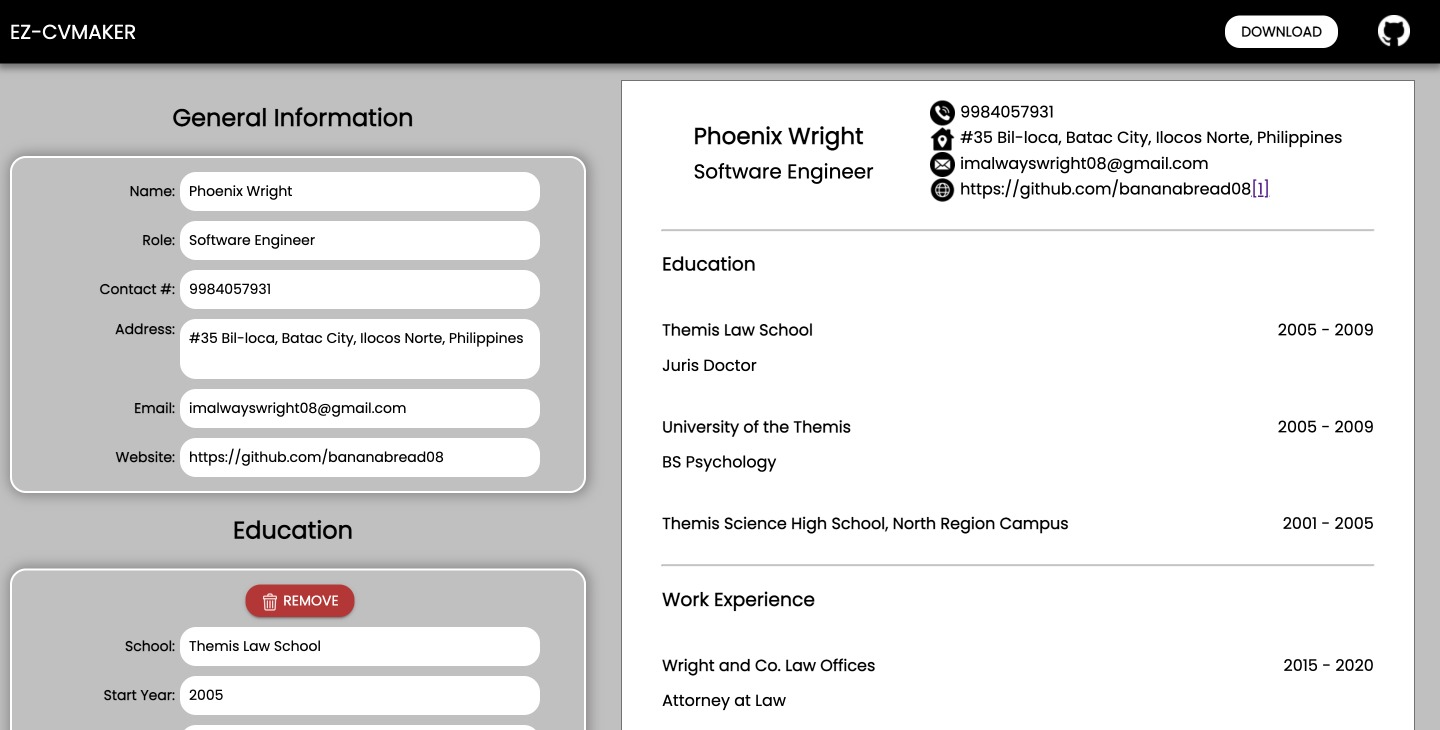 EZ-CVMAKER
DOWNLOAD
General Information
Name: Phoenix Wright
Role: Software Engineer
Contact #: 9984057931
Address: #35 Bil-loca, Batac City, Ilocos Norte, Philippines
Email: imalwayswright08@gmail.com
Website: https://github.com/bananabread08
Education
REMOVE
School: Themis Law School
Start Year: 2005
Phoenix Wright
Software Engineer
9984057931
#35 Bil-loca, Batac City, Ilocos Norte, Philippines
imalwayswright08@gmail.com
https://github.com/bananabread08[1]
Education
Themis Law School 2005 - 2009
Juris Doctor
University of the Themis 2005 - 2009
BS Psychology
Themis Science High School, North Region Campus 2001 - 2005
Work Experience
Wright and Co. Law Offices 2015 - 2020
Attorney at Law